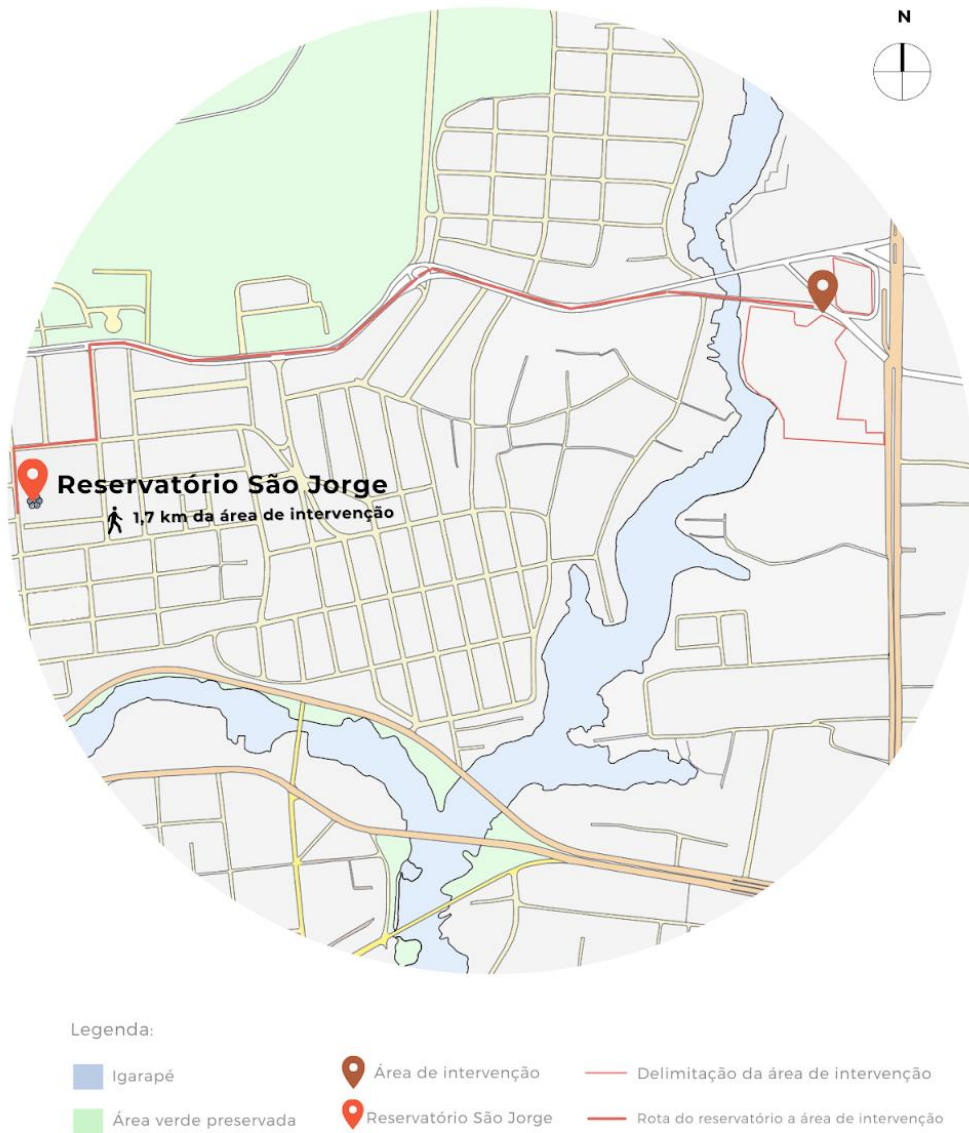 N
Reservatório São Jorge
1,7 km da área de intervenção
Legenda:
Igarapé
Área verde preservada
Área de intervenção
Reservatório São Jorge
Delimitação da área de intervenção
Rota do reservatório a área de intervenção